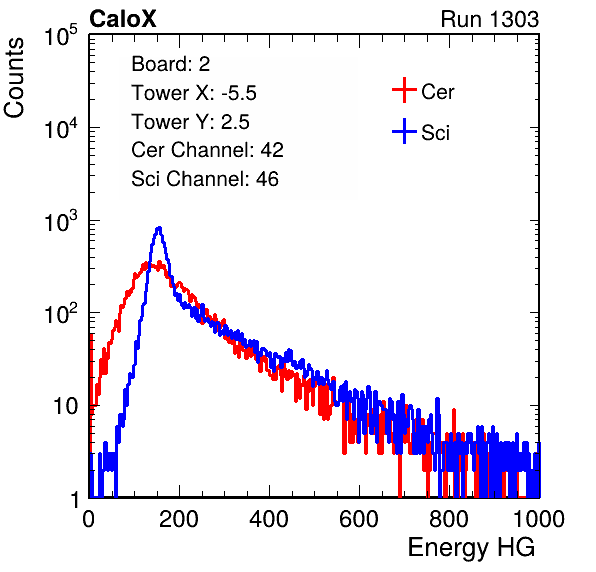 CaloX Run 1303
Counts
Board: 2
Tower X: -5.5
Tower Y: 2.5
Cer Channel: 42
Sci Channel: 46
Cer
Sci
10^5
10^4
10^3
10^2
10
1
0 200 400 600 800 1000
Energy HG